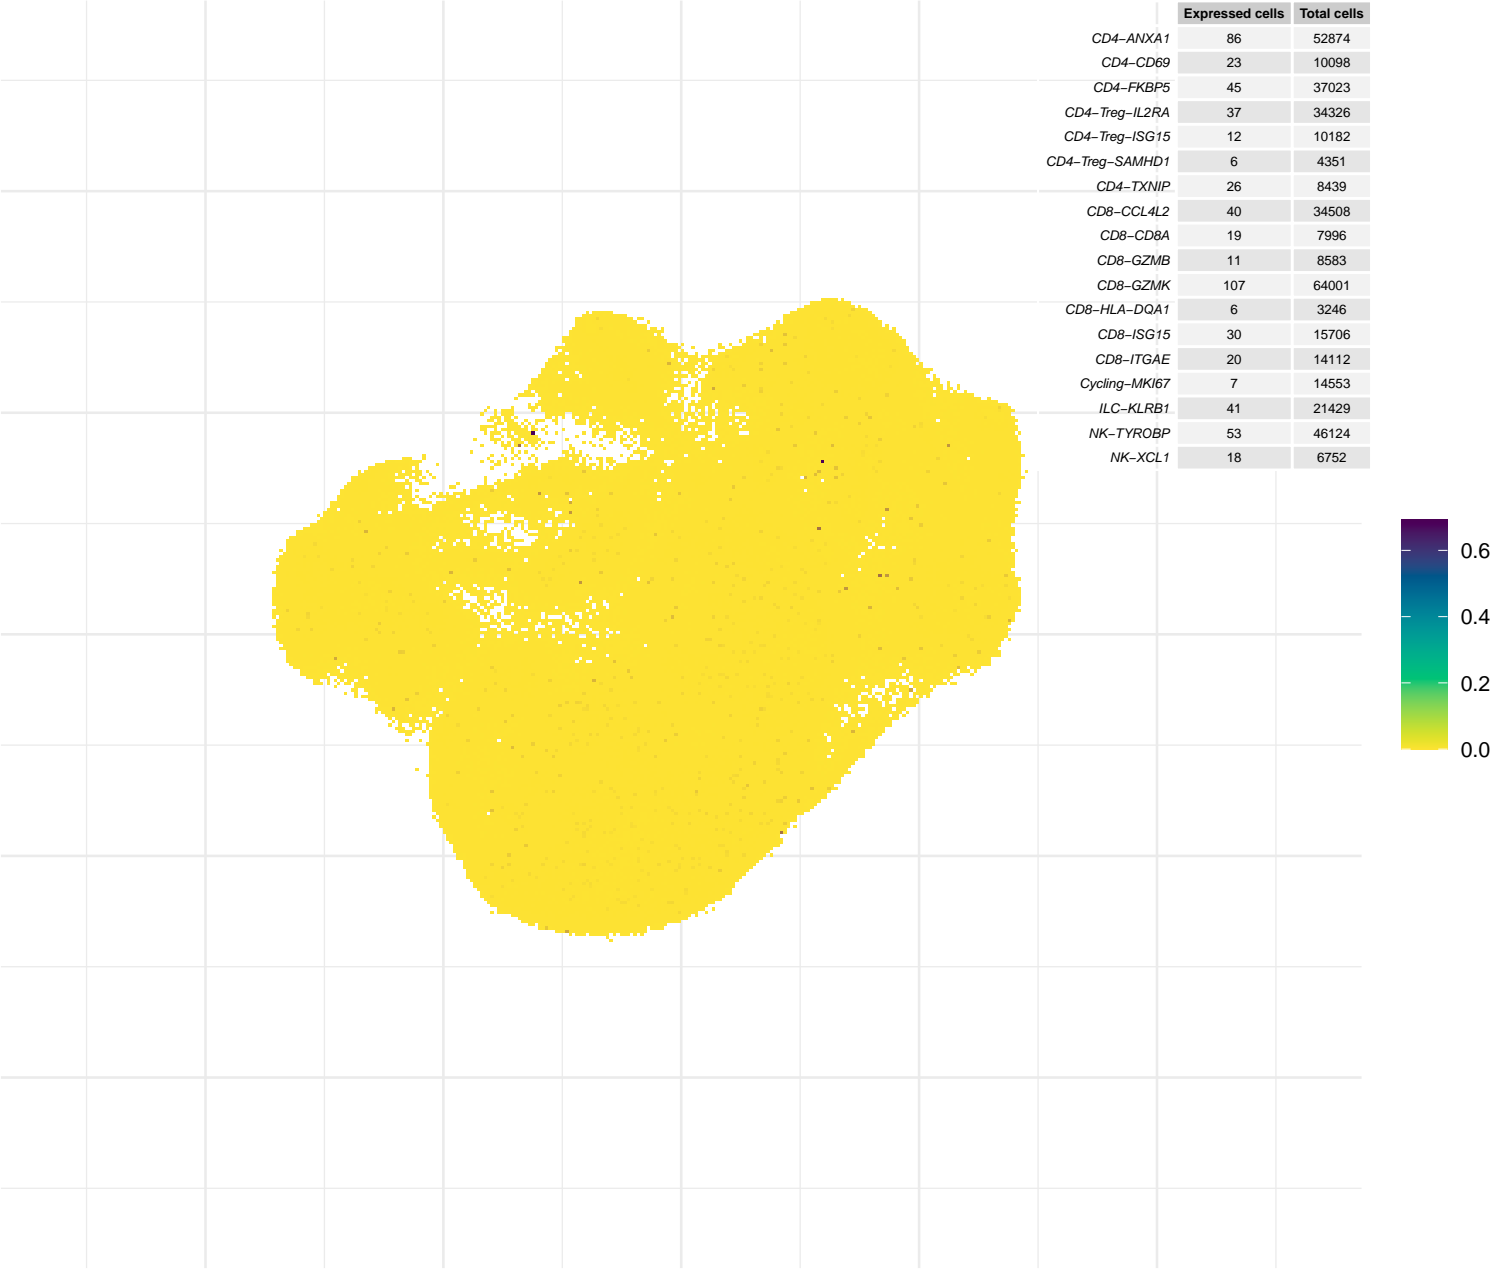 Expressed cells Total cells
CD4−ANXA1 86 52874
CD4−CD69 23 10098
CD4−FKBP5 45 37023
CD4−Treg−IL2RA 37 34326
CD4−Treg−ISG15 12 10182
CD4−Treg−SAMHD1 6 4351
CD4−TXNIP 26 8439
CD8−CCL4L2 40 34508
CD8−CD8A 19 7996
CD8−GZMB 11 8583
CD8−GZMK 107 64001
CD8−HLA−DQA1 6 3246
CD8−ISG15 30 15706
CD8−ITGAE 20 14112
Cycling−MKI67 7 14553
ILC−KLRB1 41 21429
NK−TYROBP 53 46124
NK−XCL1 18 6752
0.6
0.4
0.2
0.0